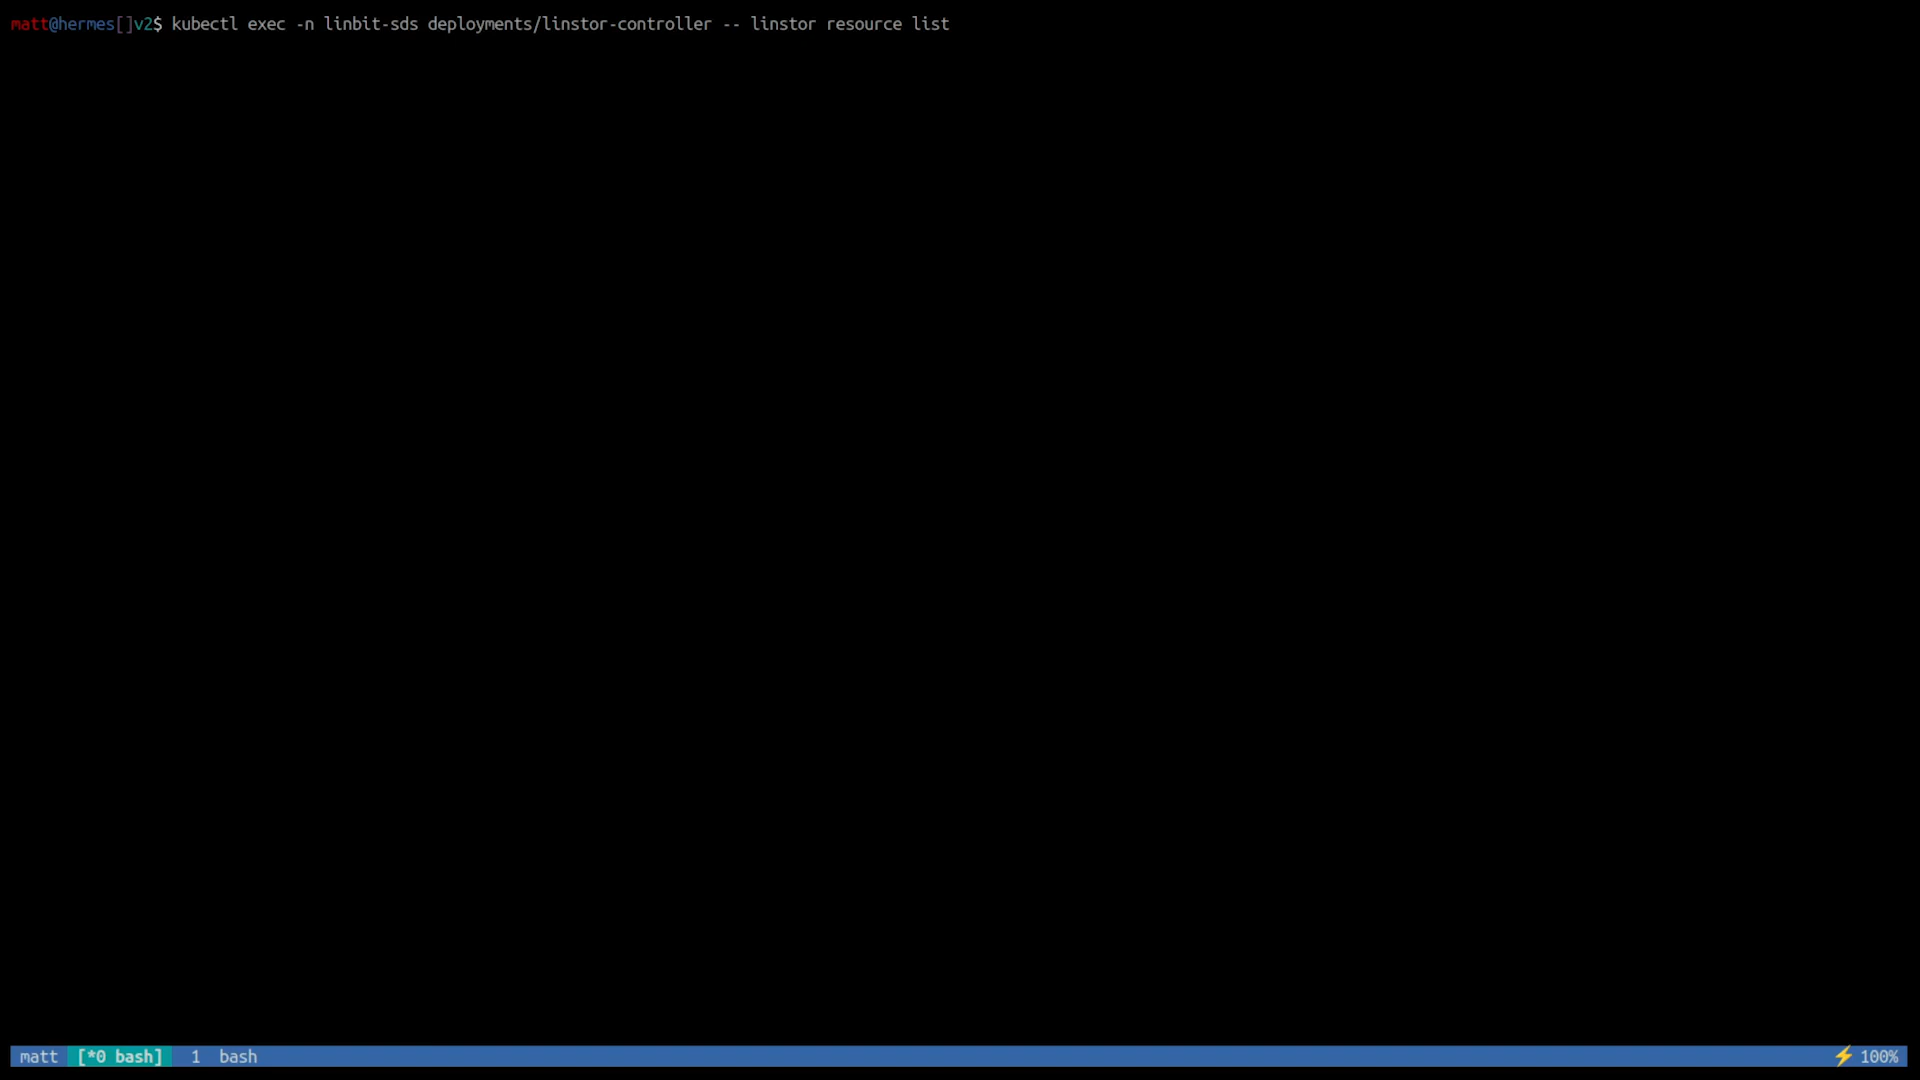 matt@hermes[]v2$ kubectl exec -n linbit-sds deployments/linstor-controller -- linstor resource list
matt [*0 bash] 1 bash ⚡ 100%